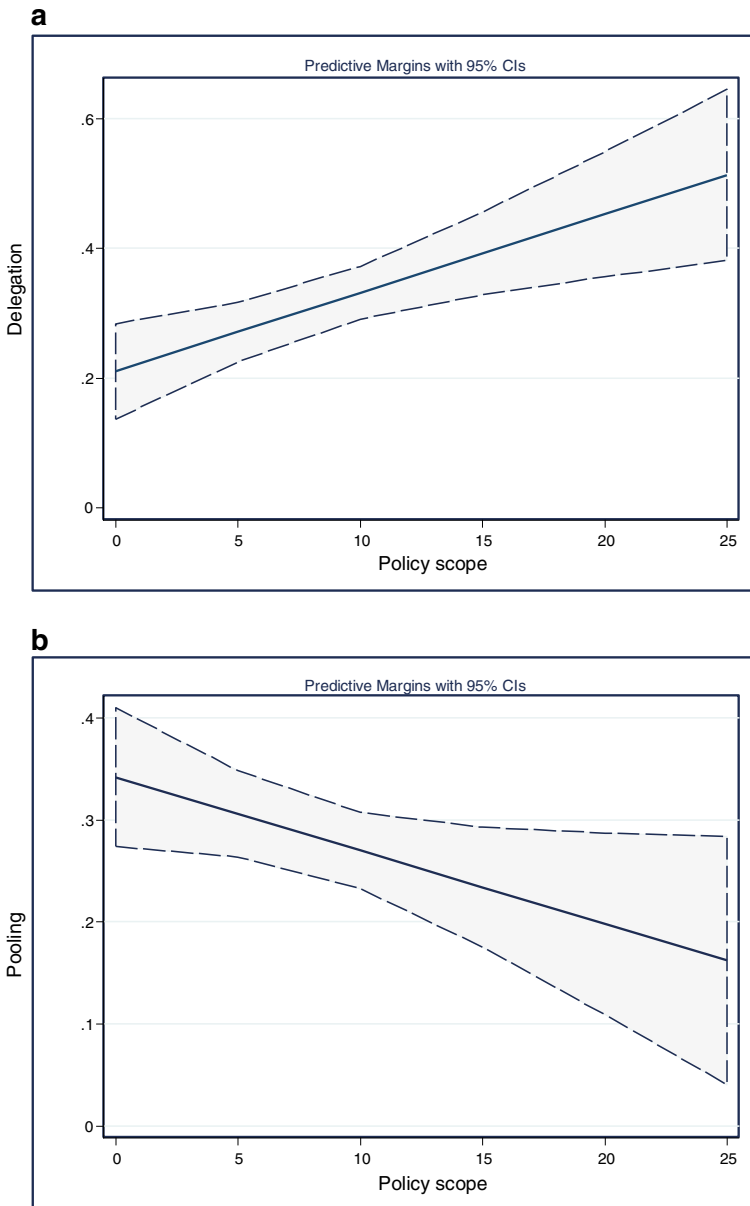 a
Predictive Margins with 95% CIs
.6
.4
.2
0
Delegation
0 5 10 15 20 25
Policy scope
b
Predictive Margins with 95% CIs
.4
.3
.2
.1
0
Pooling
0 5 10 15 20 25
Policy scope